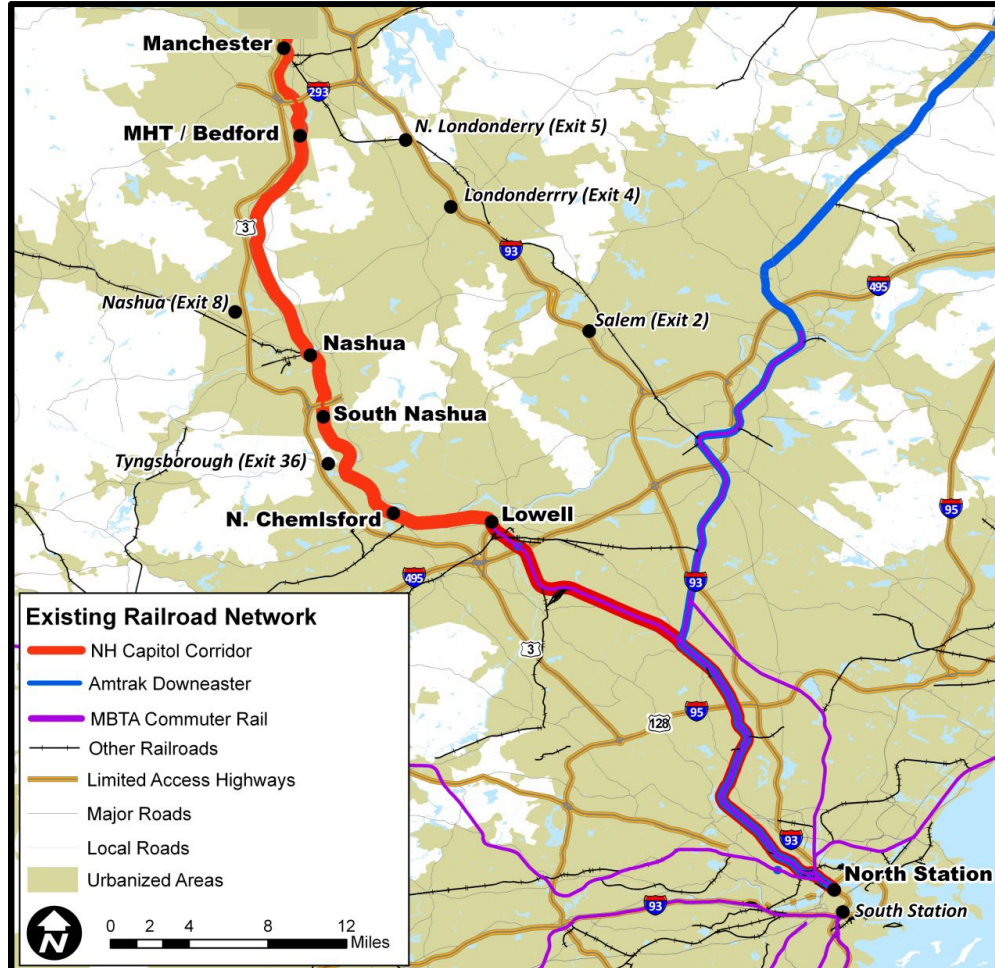 Manchester
293
MHT / Bedford
N. Londonderry (Exit 5)
Londonderrry (Exit 4)
3
93
495
Nashua (Exit 8)
Salem (Exit 2)
Nashua
South Nashua
Tyngsborough (Exit 36)
N. Chemlsford
Lowell
95
495
93
3
128
95
93
North Station
93
South Station
Existing Railroad Network
NH Capitol Corridor
Amtrak Downeaster
MBTA Commuter Rail
Other Railroads
Limited Access Highways
Major Roads
Local Roads
Urbanized Areas
N
0 2 4 8 12
Miles